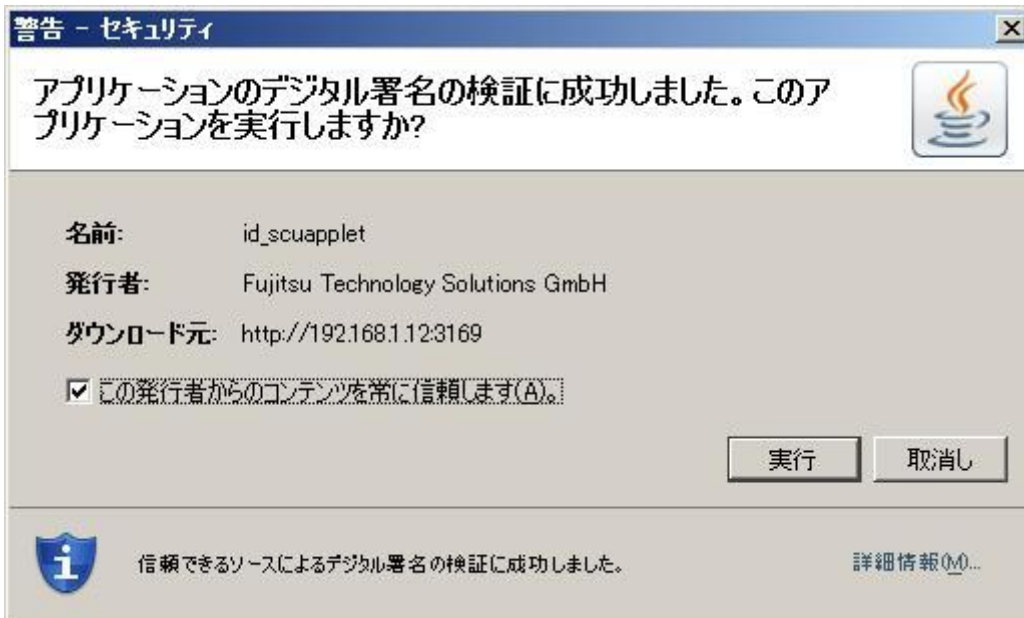 警告 - セキュリティ
アプリケーションのデジタル署名の検証に成功しました。このア
プリケーションを実行しますか?
名前: id_scuapplet
発行者: Fujitsu Technology Solutions GmbH
ダウンロード元: http://192.168.1.12:3169
この発行者からのコンテンツを常に信頼します(A)。
実行 取消し
信頼できるソースによるデジタル署名の検証に成功しました。 詳細情報(M)...